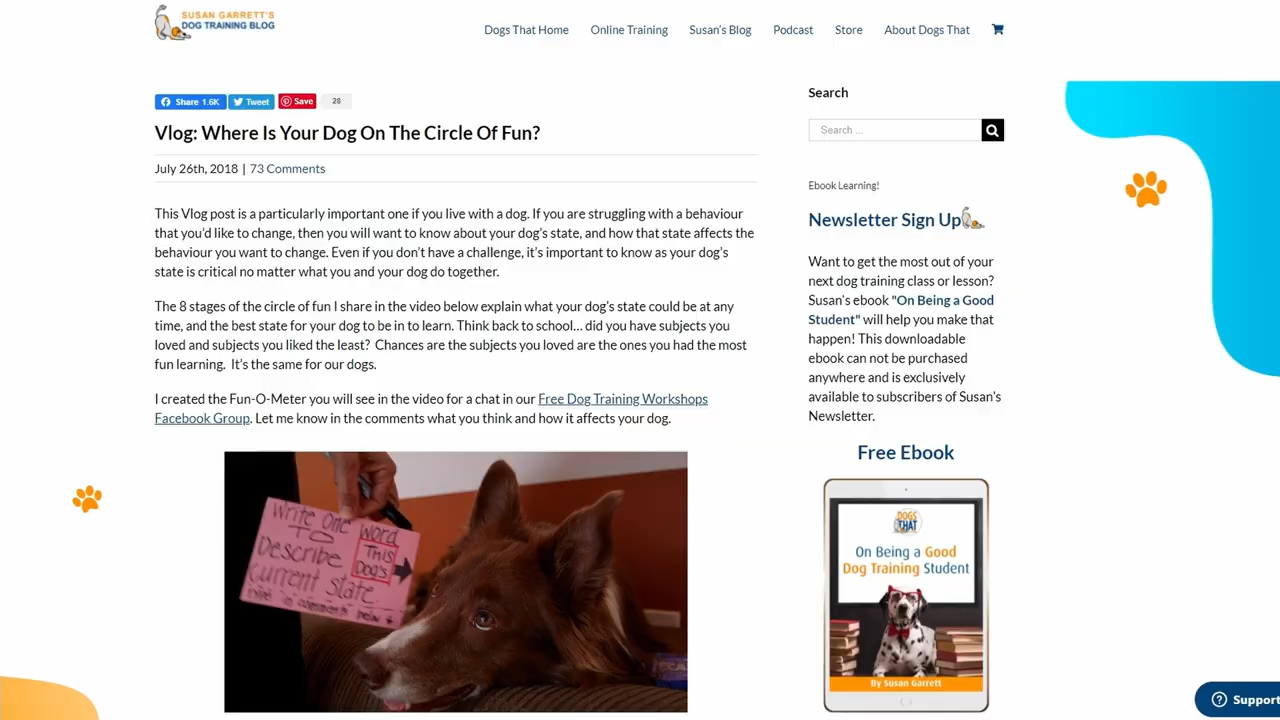 SUSAN GARRETT'S
DOG TRAINING BLOG
Dogs That Home
Online Training
Susan's Blog
Podcast
Store
About Dogs That
Share 1.6K
Tweet
Save
28
Vlog: Where Is Your Dog On The Circle Of Fun?
July 26th, 2018 | 73 Comments
This Vlog post is a particularly important one if you live with a dog. If you are struggling with a behaviour
that you'd like to change, then you will want to know about your dog's state, and how that state affects the
behaviour you want to change. Even if you don't have a challenge, it's important to know as your dog's
state is critical no matter what you and your dog do together.
The 8 stages of the circle of fun I share in the video below explain what your dog's state could be at any
time, and the best state for your dog to be in to learn. Think back to school... did you have subjects you
loved and subjects you liked the least? Chances are the subjects you loved are the ones you had the most
fun learning. It's the same for our dogs.
I created the Fun-O-Meter you will see in the video for a chat in our Free Dog Training Workshops
Facebook Group. Let me know in the comments what you think and how it affects your dog.
Write One Word
To
Describe This Dog's
current state.
in comments below
Search
Search ...
Ebook Learning!
Newsletter Sign Up
Want to get the most out of your
next dog training class or lesson?
Susan's ebook "On Being a Good
Student" will help you make that
happen! This downloadable
ebook can not be purchased
anywhere and is exclusively
available to subscribers of Susan's
Newsletter.
Free Ebook
DOGS
THAT
On Being a Good
Dog Training Student
By Susan Garrett
Support